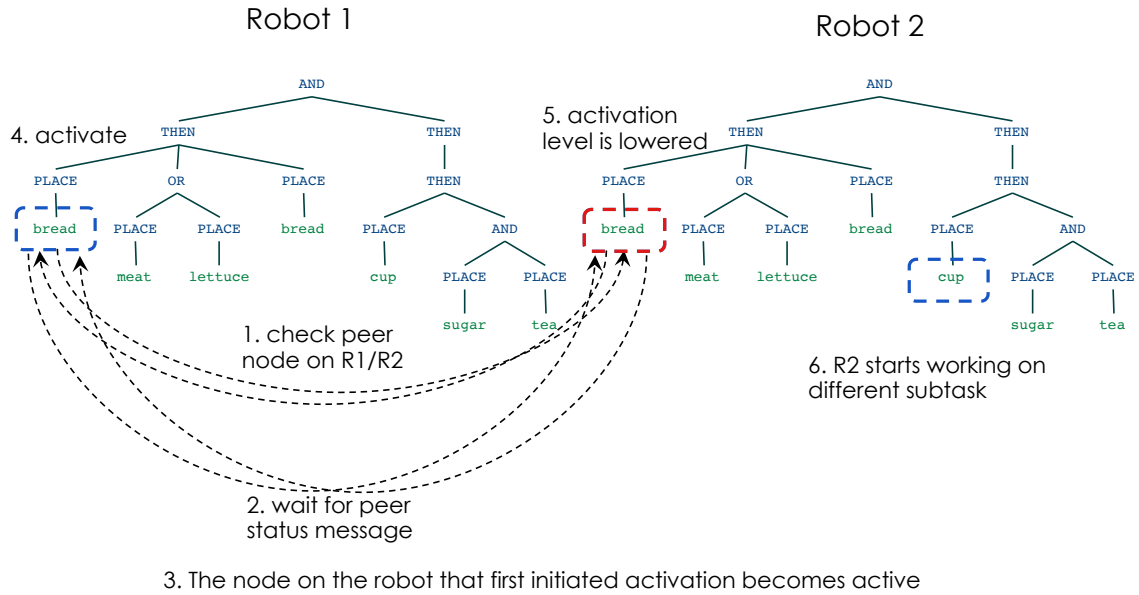 Robot 1
Robot 2
AND
AND
4. activate
THEN
THEN
5. activation
level is lowered
THEN
THEN
PLACE
OR
PLACE
THEN
PLACE
OR
PLACE
THEN
bread
PLACE
PLACE
bread
PLACE
AND
bread
PLACE
PLACE
bread
PLACE
AND
meat
lettuce
cup
PLACE
PLACE
meat
lettuce
cup
PLACE
PLACE
sugar
tea
sugar
tea
1. check peer
node on R1/R2
6. R2 starts working on
different subtask
2. wait for peer
status message
3. The node on the robot that first initiated activation becomes active